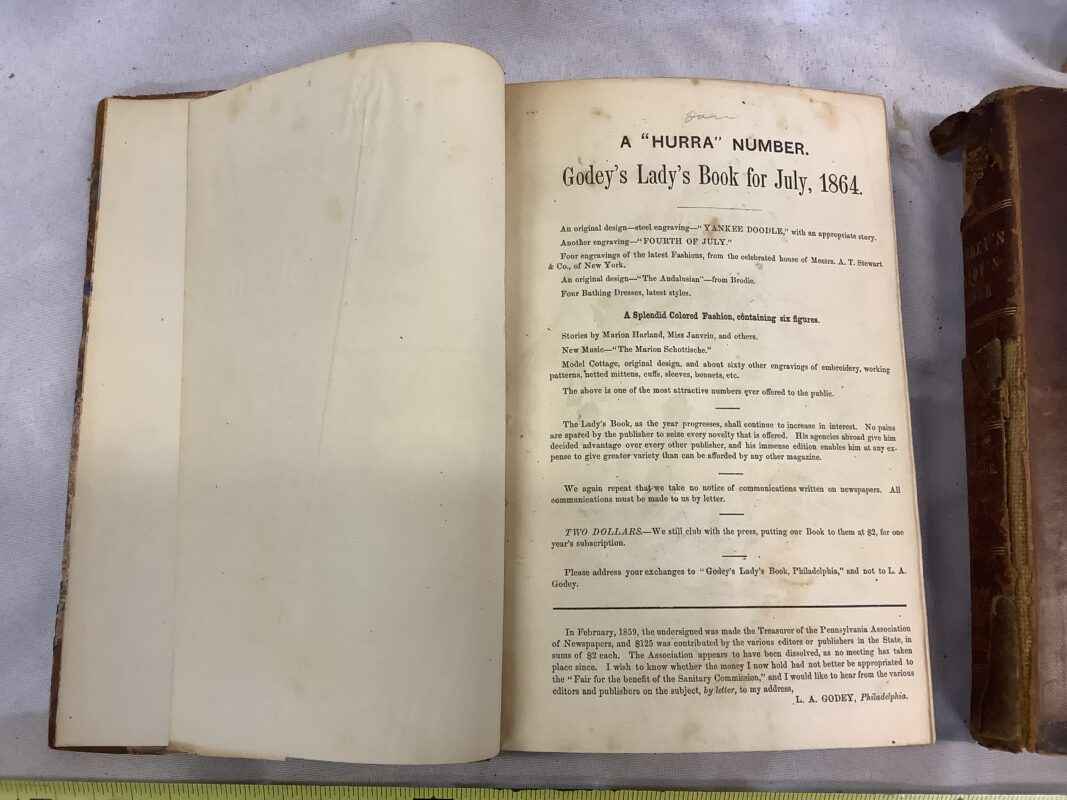 A "HURRA" NUMBER.
Godey's Lady's Book for July, 1864.
An original design—steel engraving—"YANKEE DOODLE," with an appropriate story.
Another engraving—"FOURTH OF JULY."
Four engravings of the latest Fashions, from the celebrated house of Messrs. A. T. Stewart
& Co., of New York.
An original design—"The Andalusian"—from Brodie.
Four Bathing Dresses, latest styles.
A Splendid Colored Fashion, containing six figures.
Stories by Marion Harland, Miss Janvrin, and others.
New Music—"The Marion Schottische."
Model Cottage, original design, and about sixty other engravings of embroidery, working
patterns, netted mittens, cuffs, sleeves, bonnets, etc.
The above is one of the most attractive numbers ever offered to the public.
The Lady's Book, as the year progresses, shall continue to increase in interest. No pains
are spared by the publisher to seize every novelty that is offered. His agencies abroad give him
decided advantage over every other publisher, and his immense edition enables him at any ex-
pense to give greater variety than can be afforded by any other magazine.
We again repeat that we take no notice of communications written on newspapers. All
communications must be made to us by letter.
TWO DOLLARS.—We still club with the press, putting our Book to them at $2, for one
year's subscription.
Please address your exchanges to "Godey's Lady's Book, Philadelphia," and not to L. A.
Godey.
In February, 1859, the undersigned was made the Treasurer of the Pennsylvania Association
of Newspapers, and $125 was contributed by the various editors or publishers in the State, in
sums of $2 each. The Association appears to have been dissolved, as no meeting has taken
place since. I wish to know whether the money I now hold had not better be appropriated to
the "Fair for the benefit of the Sanitary Commission," and I would like to hear from the various
editors and publishers on the subject, by letter, to my address,
L. A. GODEY, Philadelphia.